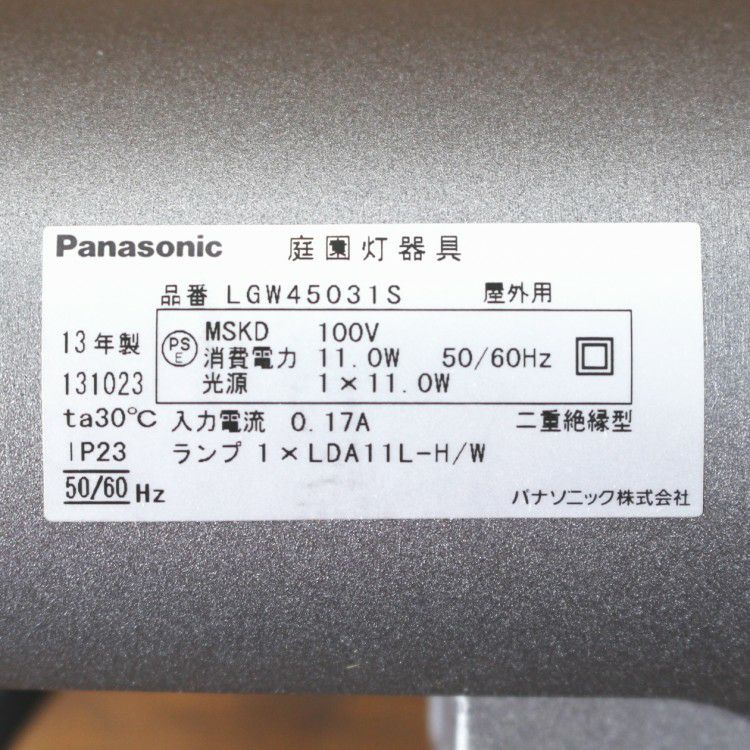 Panasonic 庭園灯器具
品番 LGW45031S 屋外用
13年製 PS E MSKD 100V
消費電力 11.0W 50/60Hz
131023 光源 1×11.0W
ta30℃ 入力電流 0.17A 二重絶縁型
IP23 ランプ 1×LDA11L-H/W
50/60 Hz パナソニック株式会社